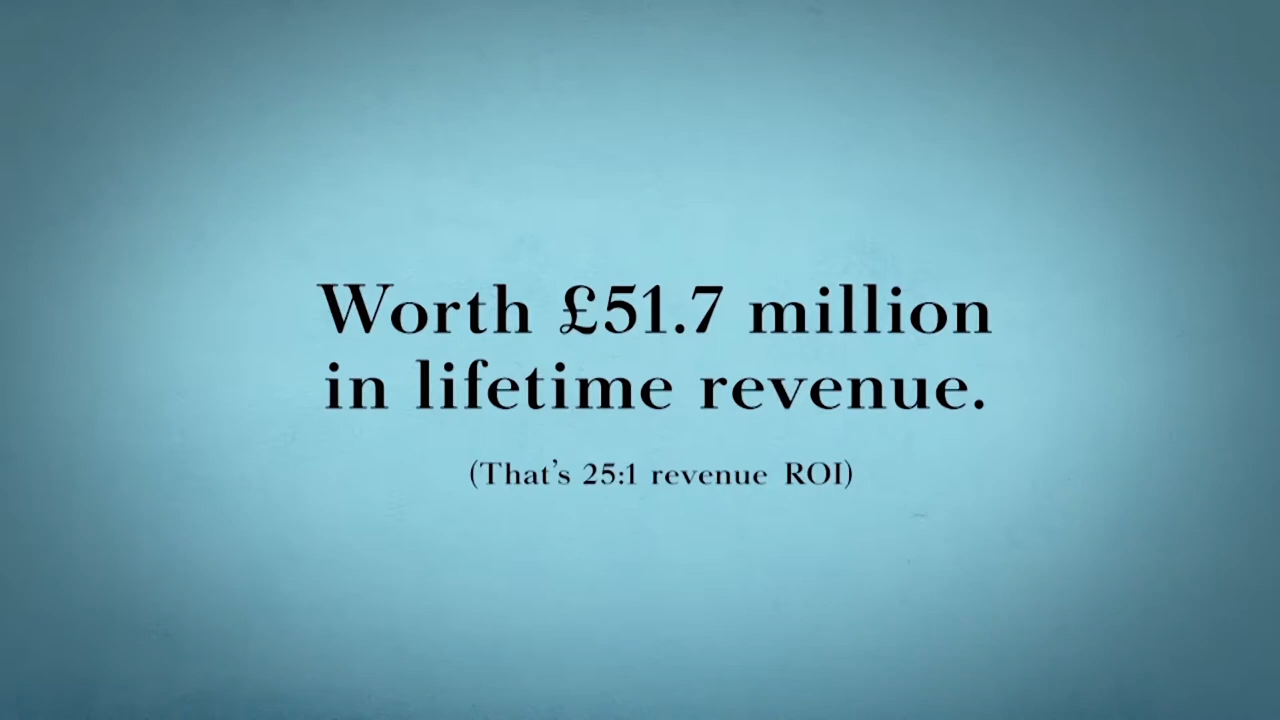 Worth £51.7 million
in lifetime revenue.
(That's 25:1 revenue ROI)